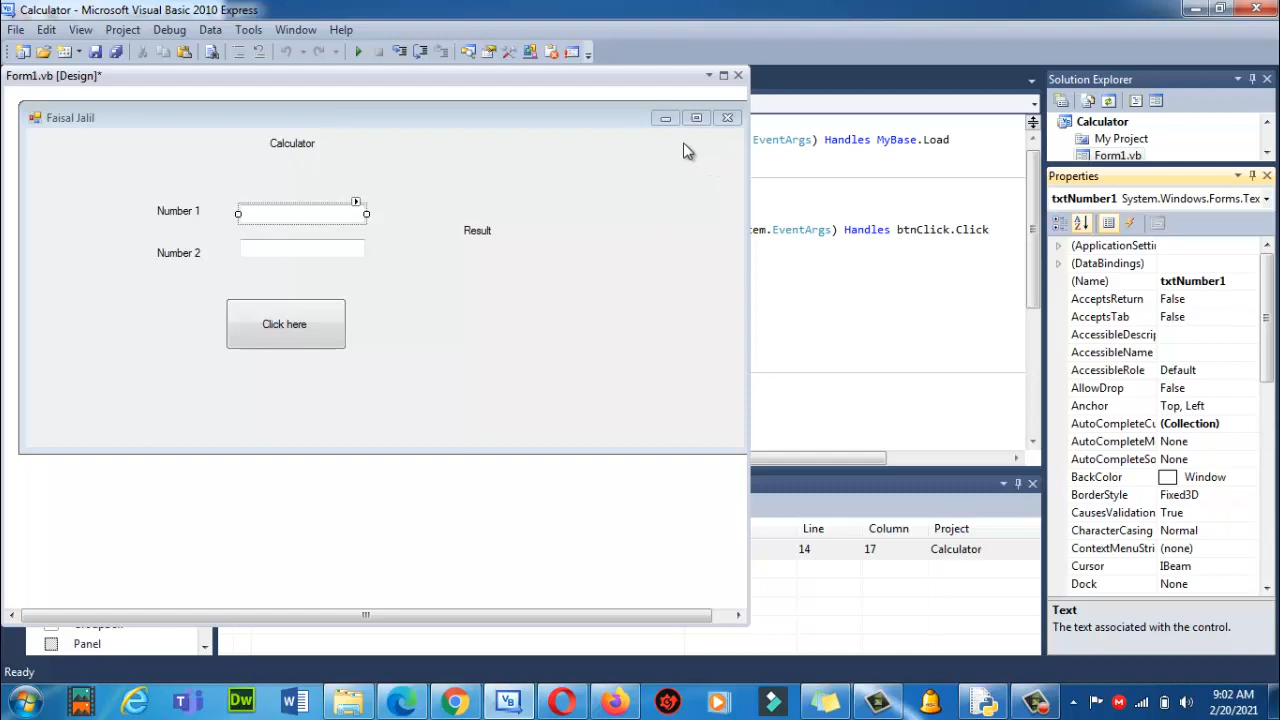 Calculator - Microsoft Visual Basic 2010 Express
File Edit View Project Debug Data Tools Window Help
Form1.vb [Design]*
Faisal Jalil
Calculator
Number 1
Number 2
Result
Click here
EventArgs) Handles MyBase.Load
em.EventArgs) Handles btnClick.Click
Line Column Project
14 17 Calculator
Panel
Solution Explorer
Calculator
My Project
Form1.vb
Properties
txtNumber1 System.Windows.Forms.Tex
(ApplicationSetti
(DataBindings)
(Name) txtNumber1
AcceptsReturn False
AcceptsTab False
AccessibleDescrip
AccessibleName
AccessibleRole Default
AllowDrop False
Anchor Top, Left
AutoCompleteCu (Collection)
AutoCompleteM None
AutoCompleteSo None
BackColor Window
BorderStyle Fixed3D
CausesValidation True
CharacterCasing Normal
ContextMenuStri (none)
Cursor IBeam
Dock None
Text
The text associated with the control.
Ready
Dw
9:02 AM
2/20/2021